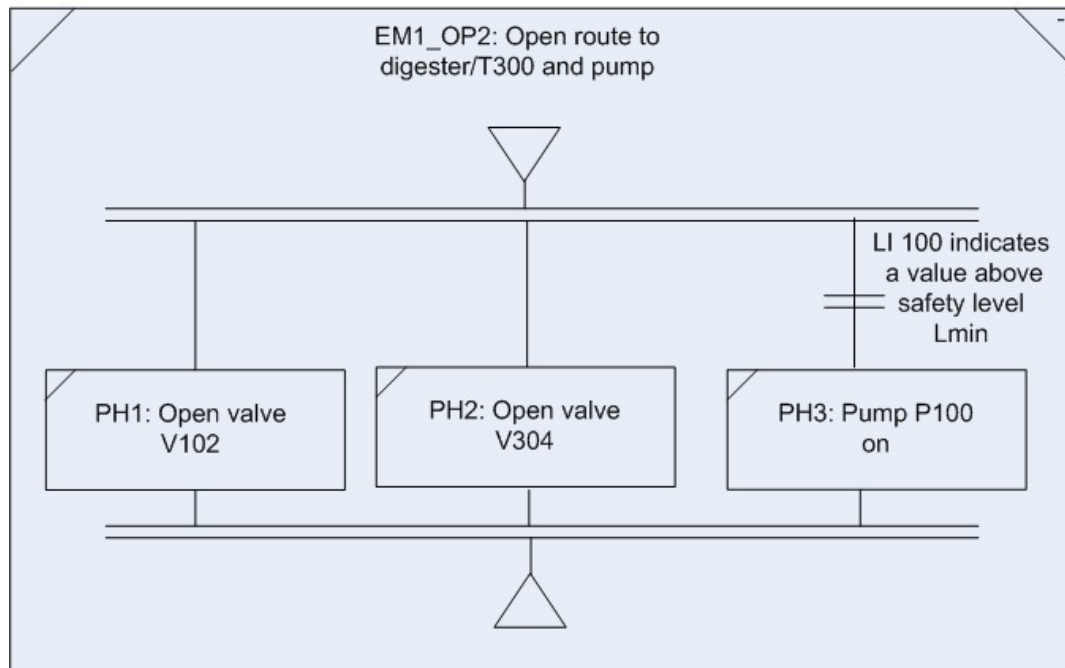 EM1_OP2: Open route to
digester/T300 and pump
LI 100 indicates
a value above
safety level
Lmin
PH1: Open valve
V102
PH2: Open valve
V304
PH3: Pump P100
on